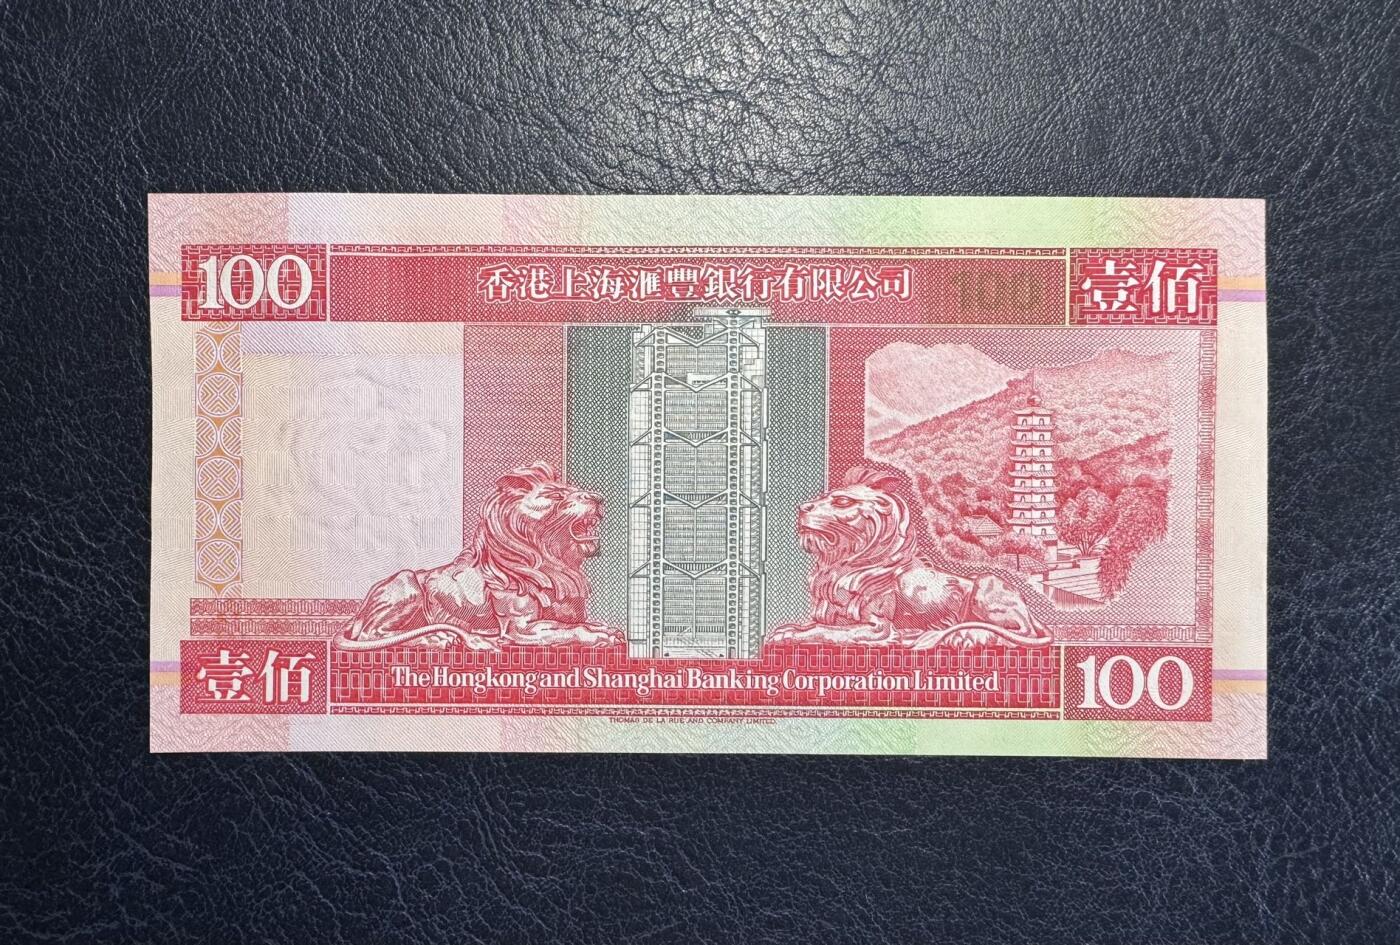 100 香港上海滙豐銀行有限公司 100 壹佰
壹佰 The Hongkong and Shanghai Banking Corporation Limited 100
THOMAS DE LA RUE AND COMPANY LIMITED.